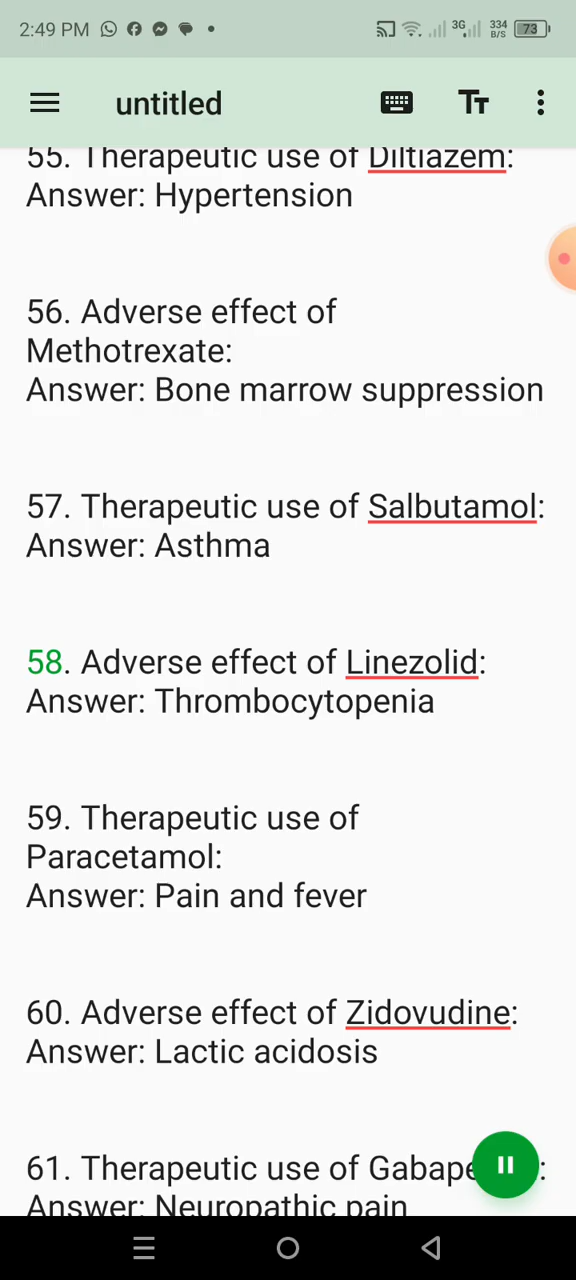 2:49 PM
3G 334 B/S 73
untitled
55. Therapeutic use of Diltiazem:
Answer: Hypertension
56. Adverse effect of
Methotrexate:
Answer: Bone marrow suppression
57. Therapeutic use of Salbutamol:
Answer: Asthma
58. Adverse effect of Linezolid:
Answer: Thrombocytopenia
59. Therapeutic use of
Paracetamol:
Answer: Pain and fever
60. Adverse effect of Zidovudine:
Answer: Lactic acidosis
61. Therapeutic use of Gabape :
Answer: Neuropathic pain